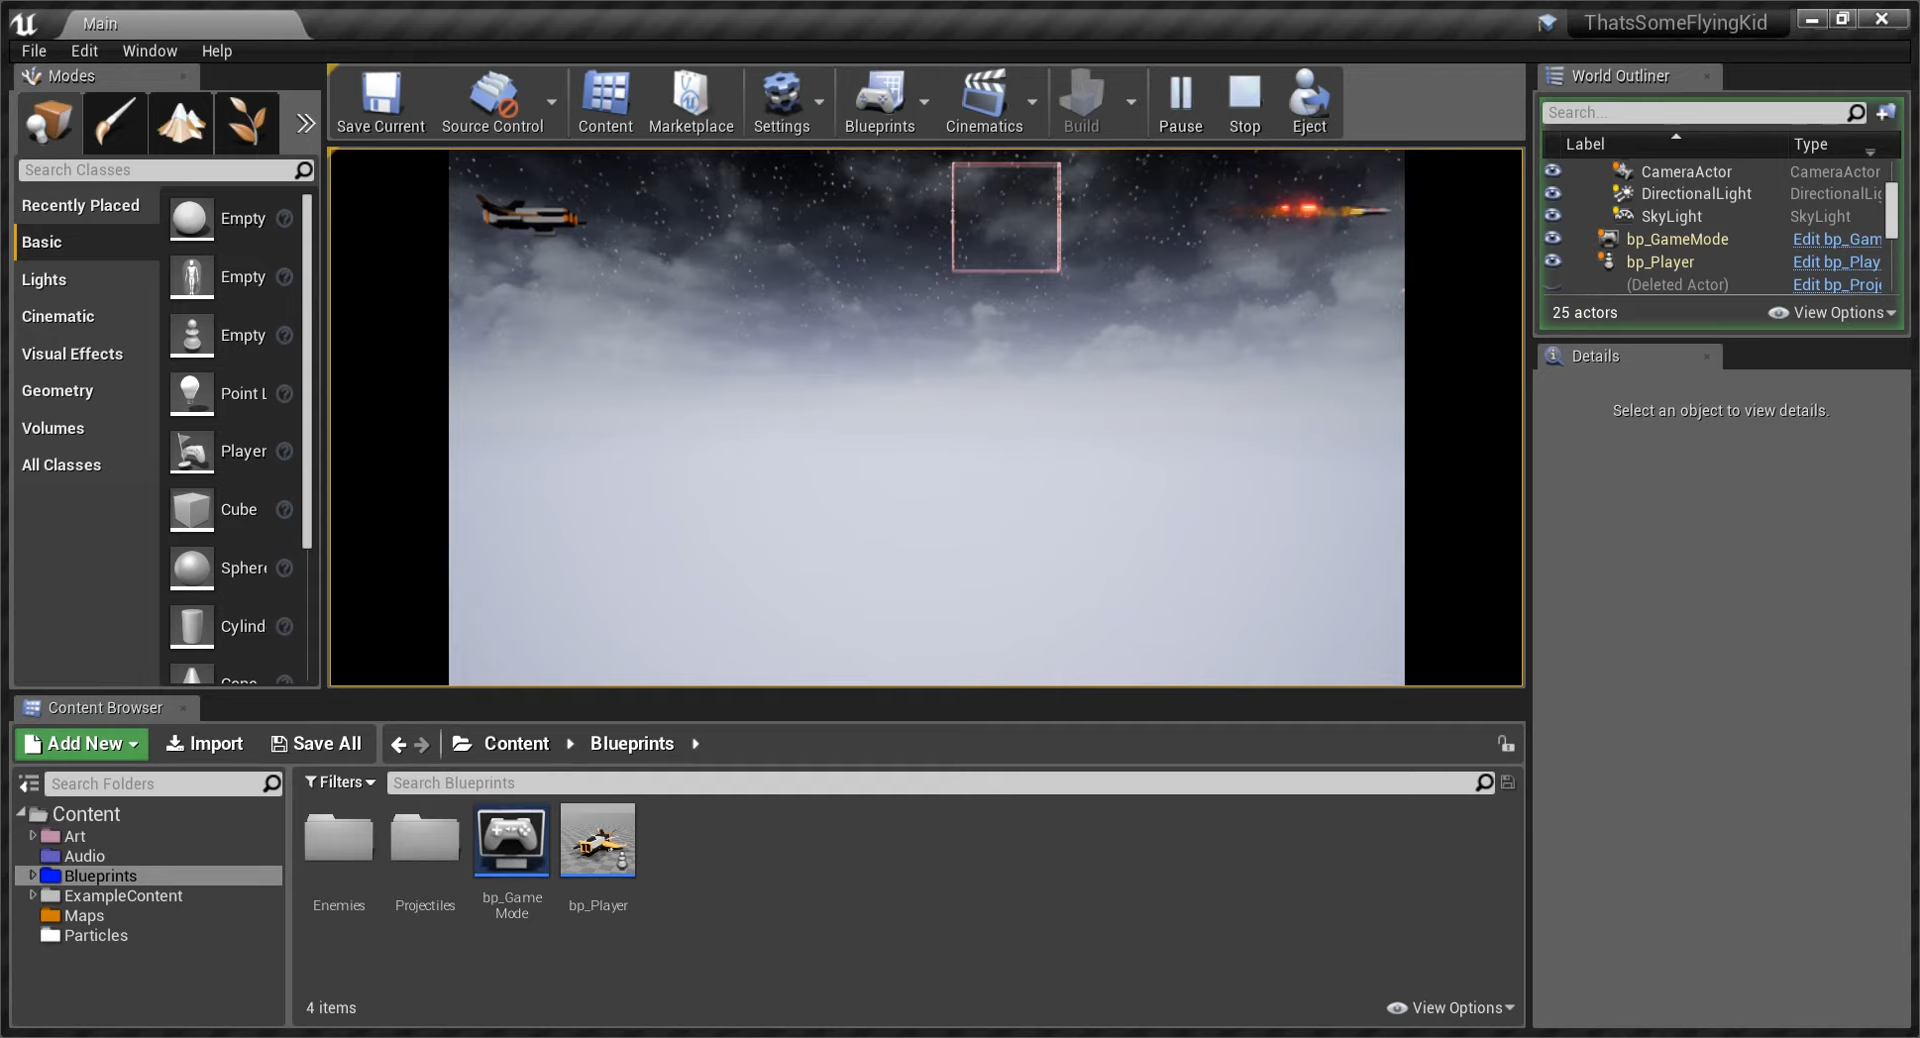 Main
ThatsSomeFlyingKid
File Edit Window Help
Modes
Save Current
Source Control
Content
Marketplace
Settings
Blueprints
Cinematics
Build
Pause
Stop
Eject
World Outliner
Search...
Label
Type
CameraActor CameraActor
DirectionalLight DirectionalLi
SkyLight SkyLight
bp_GameMode Edit bp_Gam
bp_Player Edit bp_Play
(Deleted Actor) Edit bp_Proj
25 actors
View Options
Details
Select an object to view details.
Search Classes
Recently Placed
Basic
Lights
Cinematic
Visual Effects
Geometry
Volumes
All Classes
Empty
Empty
Empty
Point L
Player
Cube
Sphere
Cylind
Cone
Content Browser
Add New
Import
Save All
Content
Blueprints
Search Folders
Filters
Search Blueprints
Content
Art
Audio
Blueprints
ExampleContent
Maps
Particles
Enemies
Projectiles
bp_Game
Mode
bp_Player
4 items
View Options